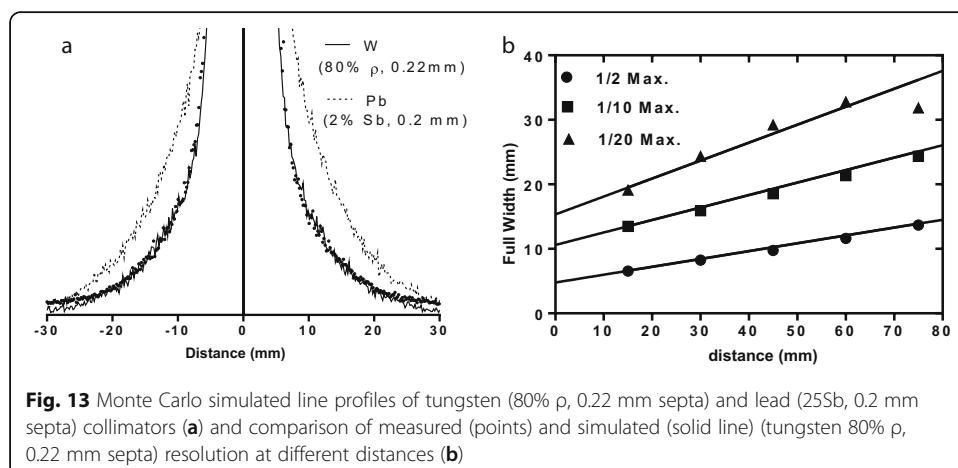 a
W
(80% ρ, 0.22mm)
Pb
(2% Sb, 0.2 mm)
-30 -20 -10 0 10 20 30
Distance (mm)
b
40
30
20
10
0
Full Width (mm)
1/2 Max.
1/10 Max.
1/20 Max.
0 10 20 30 40 50 60 70 80
distance (mm)
Fig. 13 Monte Carlo simulated line profiles of tungsten (80% ρ, 0.22 mm septa) and lead (25Sb, 0.2 mm
septa) collimators (a) and comparison of measured (points) and simulated (solid line) (tungsten 80% ρ,
0.22 mm septa) resolution at different distances (b)